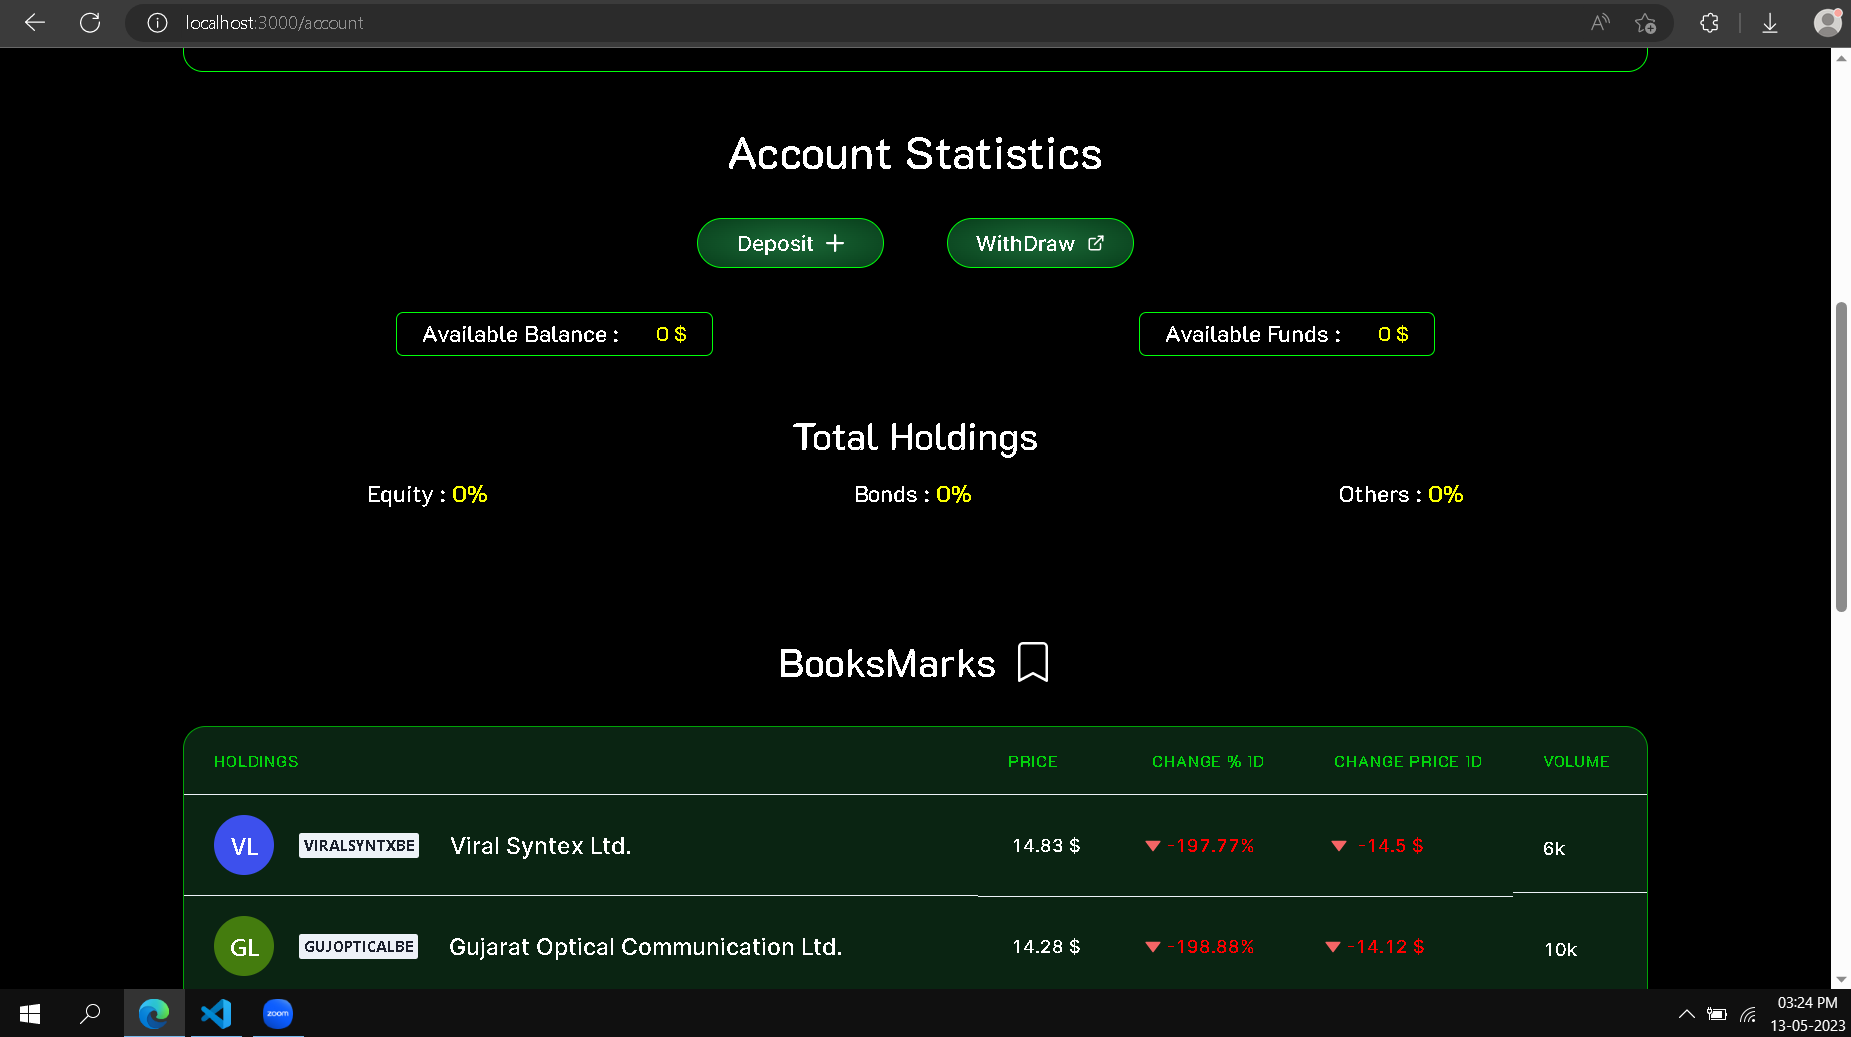 localhost:3000/account
Account Statistics
Deposit
WithDraw
Available Balance : 0 $
Available Funds : 0 $
Total Holdings
Equity : 0%
Bonds : 0%
Others : 0%
BooksMarks
HOLDINGS PRICE CHANGE % 1D CHANGE PRICE 1D VOLUME
VL VIRALSYNTXBE Viral Syntex Ltd. 14.83 $ -197.77% -14.5 $ 6k
GL GUJOPTICALBE Gujarat Optical Communication Ltd. 14.28 $ -198.88% -14.12 $ 10k
zoom
03:24 PM
13-05-2023